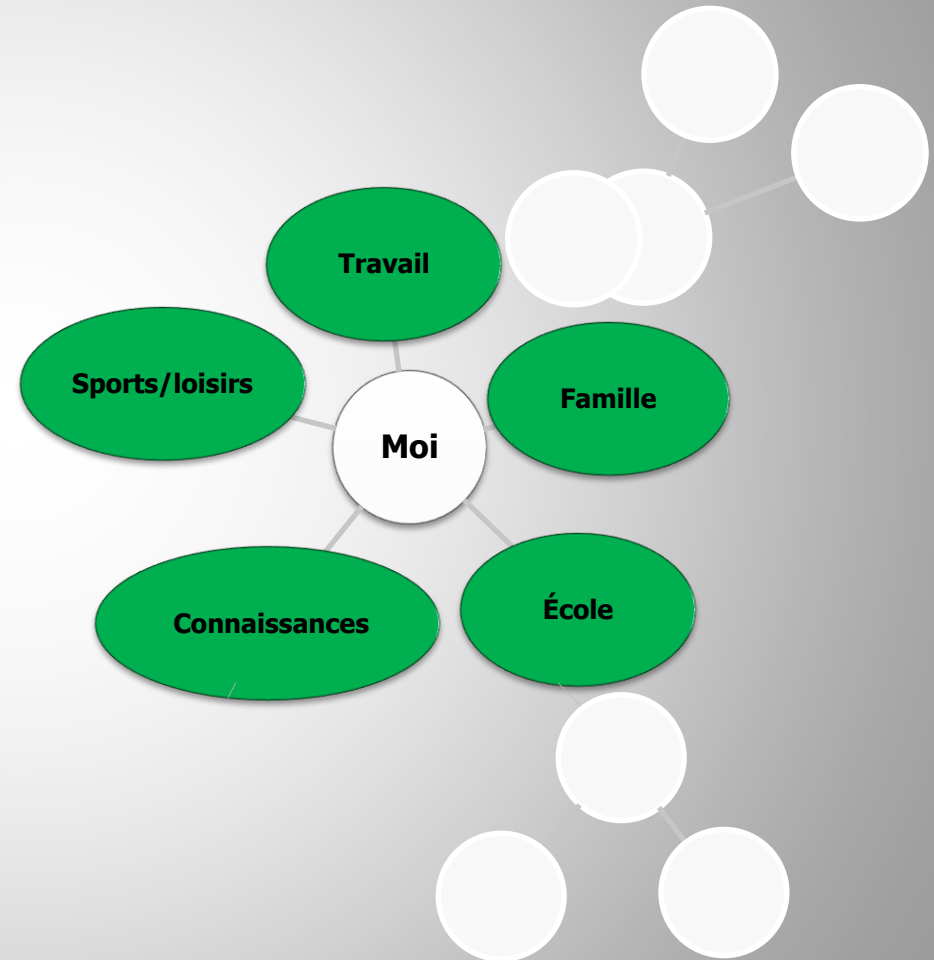 Travail
Sports/loisirs
Famille
Moi
Connaissances
École